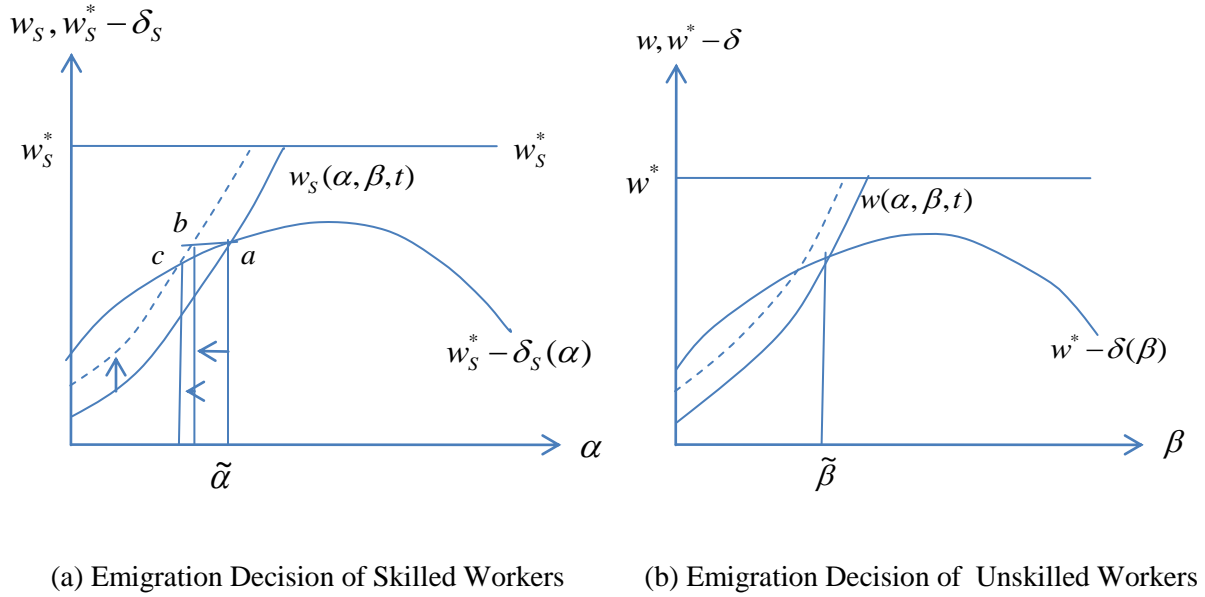 w_S, w_S^* − δ_S
w_S^*
w_S^*
w_S(α, β, t)
b
c
a
w_S^* − δ_S(α)
α
α̃
(a) Emigration Decision of Skilled Workers
w, w^* − δ
w^*
w(α, β, t)
w^* − δ(β)
β
β̃
(b) Emigration Decision of Unskilled Workers